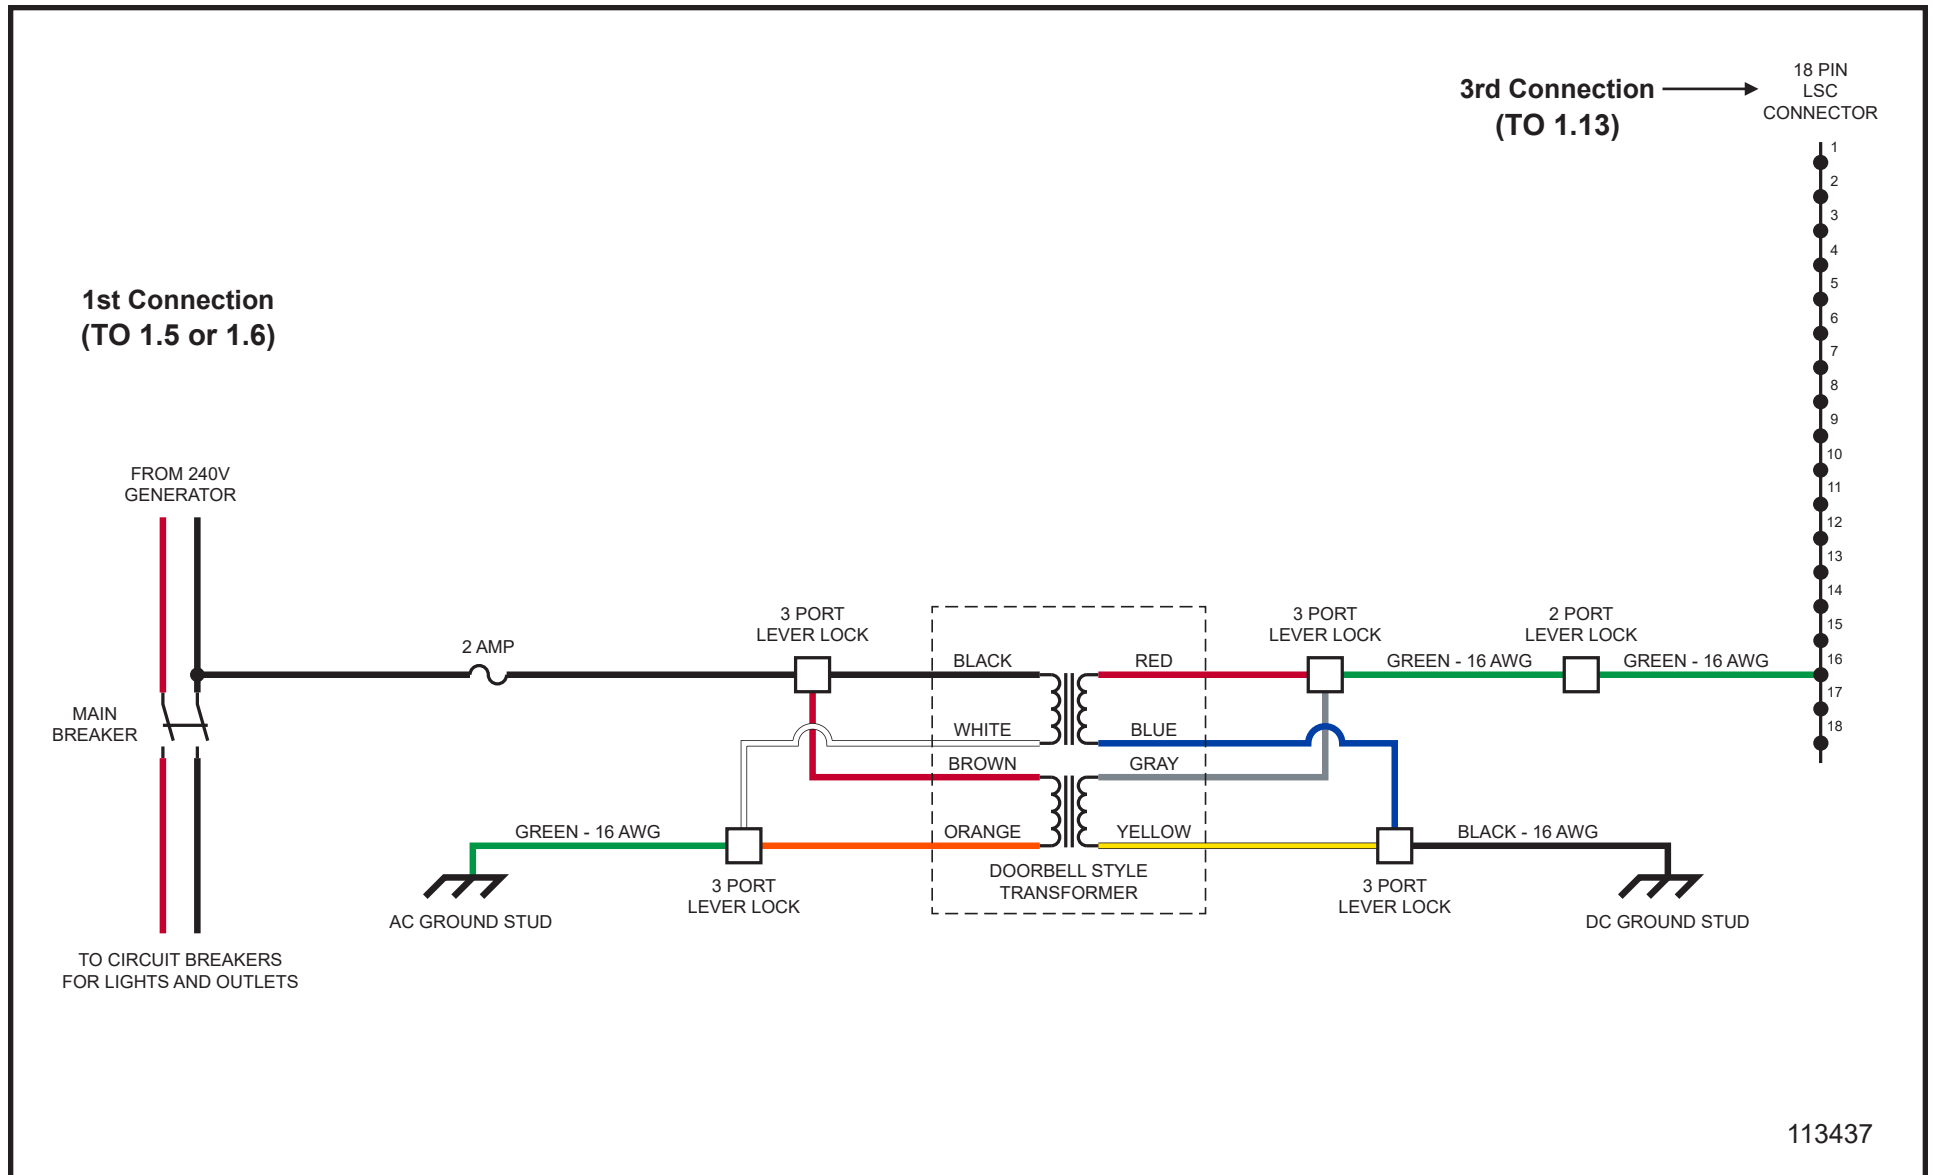 3rd Connection
(TO 1.13)
18 PIN
LSC
CONNECTOR
1
2
3
4
5
6
7
8
9
10
11
12
13
14
15
16
17
18
1st Connection
(TO 1.5 or 1.6)
FROM 240V
GENERATOR
MAIN
BREAKER
TO CIRCUIT BREAKERS
FOR LIGHTS AND OUTLETS
2 AMP
3 PORT
LEVER LOCK
BLACK
WHITE
BROWN
ORANGE
GREEN - 16 AWG
AC GROUND STUD
3 PORT
LEVER LOCK
DOORBELL STYLE
TRANSFORMER
RED
BLUE
GRAY
YELLOW
3 PORT
LEVER LOCK
GREEN - 16 AWG
2 PORT
LEVER LOCK
GREEN - 16 AWG
BLACK - 16 AWG
3 PORT
LEVER LOCK
DC GROUND STUD
113437